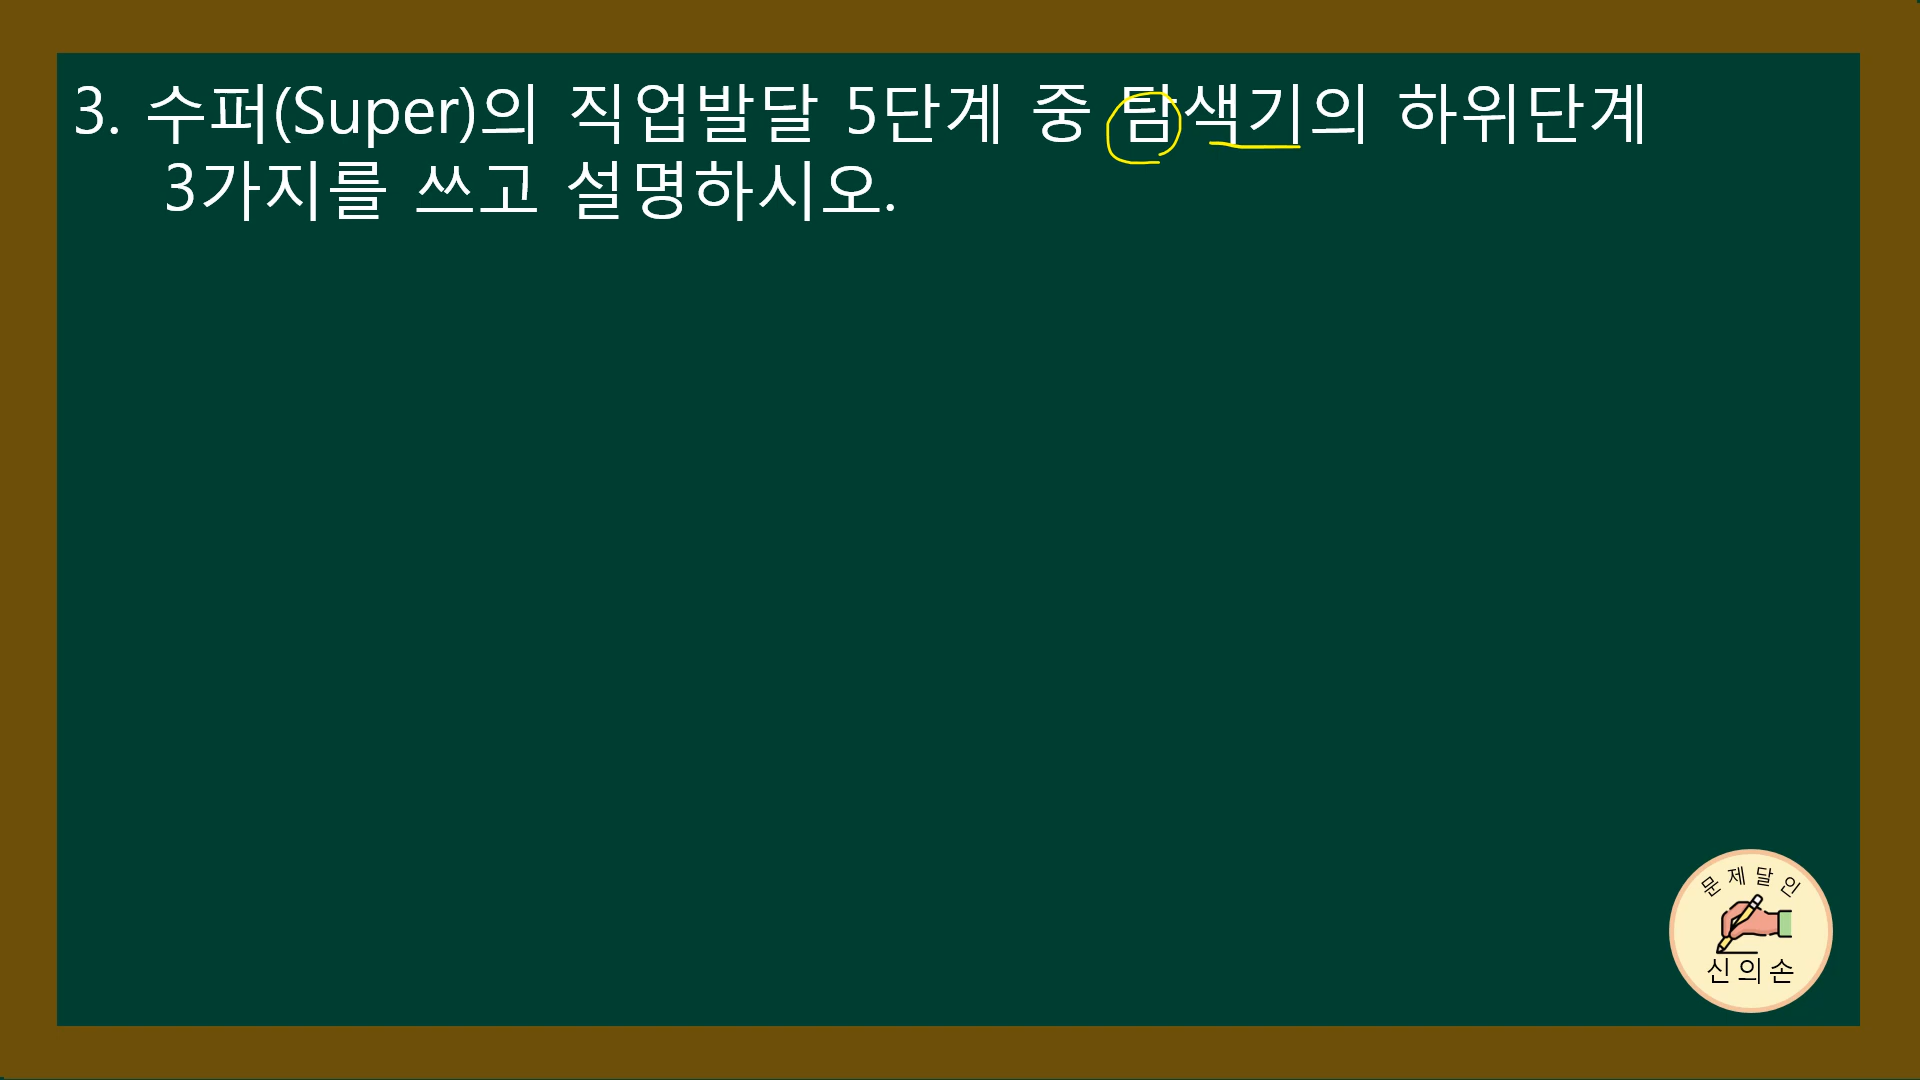 3. 수퍼(Super)의 직업발달 5단계 중 탐색기의 하위단계
3가지를 쓰고 설명하시오.
문제달인
신의손